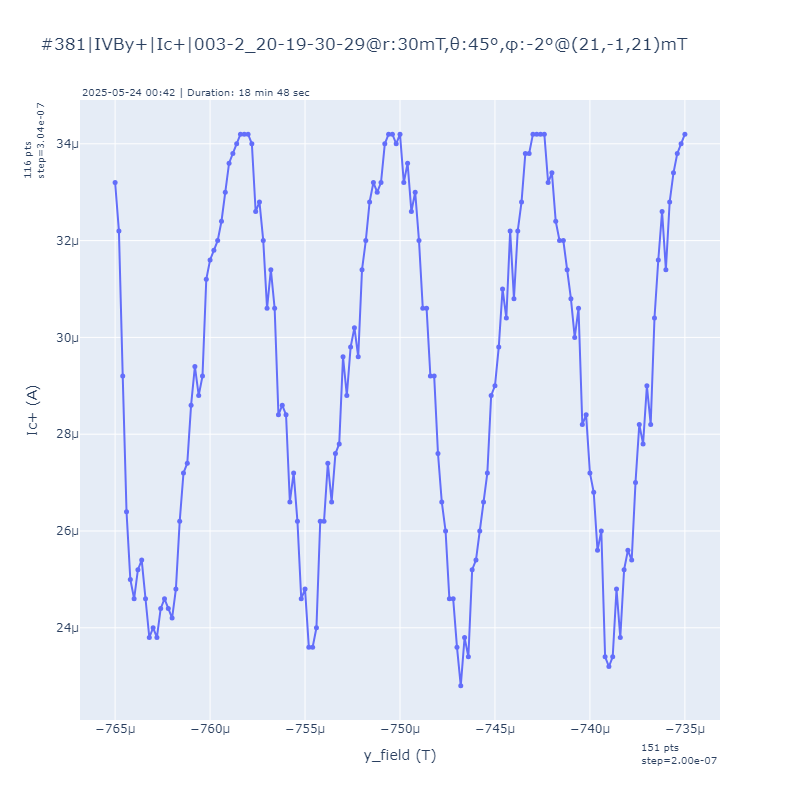 #381|IVBy+|Ic+|003-2_20-19-30-29@r:30mT,θ:45°,φ:-2°@(21,-1,21)mT
2025-05-24 00:42 | Duration: 18 min 48 sec
116 pts
step=3.04e-07
34μ
32μ
30μ
28μ
26μ
24μ
Ic+ (A)
−765μ
−760μ
−755μ
−750μ
−745μ
−740μ
−735μ
y_field (T)
151 pts
step=2.00e-07